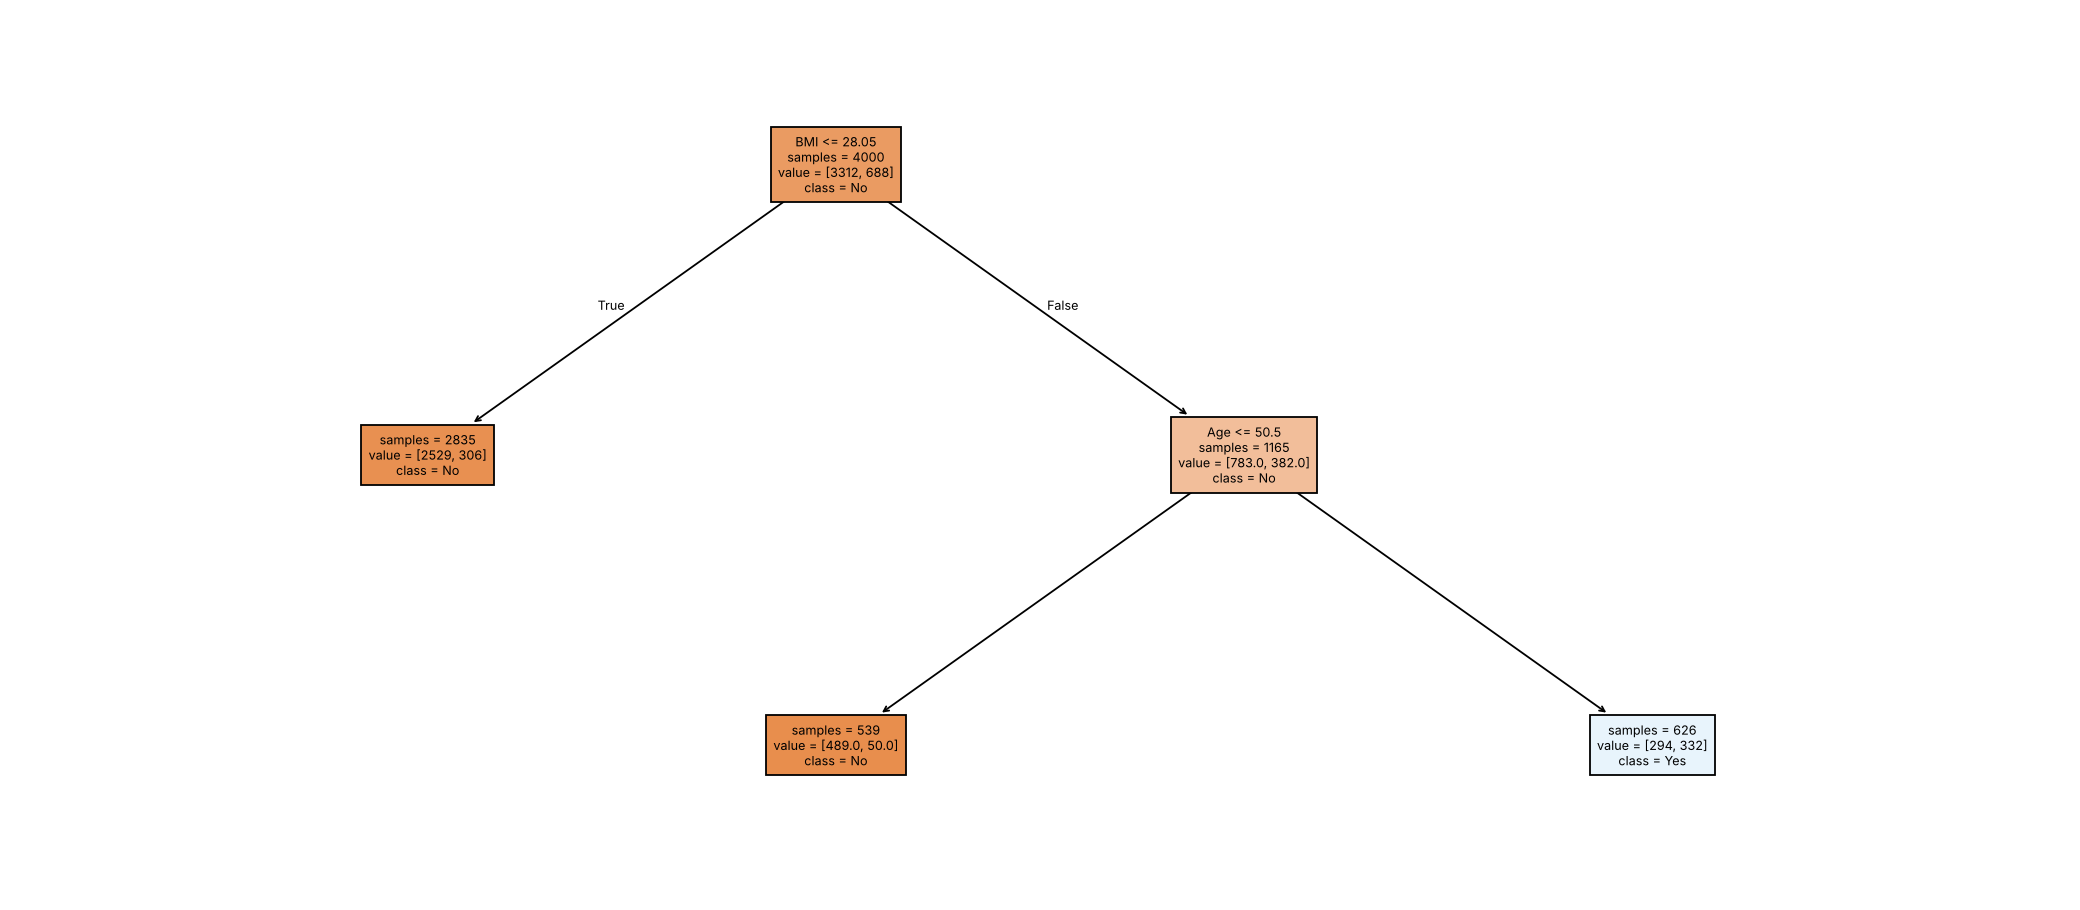 BMI <= 28.05
samples = 4000
value = [3312, 688]
class = No
True
False
samples = 2835
value = [2529, 306]
class = No
Age <= 50.5
samples = 1165
value = [783.0, 382.0]
class = No
samples = 539
value = [489.0, 50.0]
class = No
samples = 626
value = [294, 332]
class = Yes